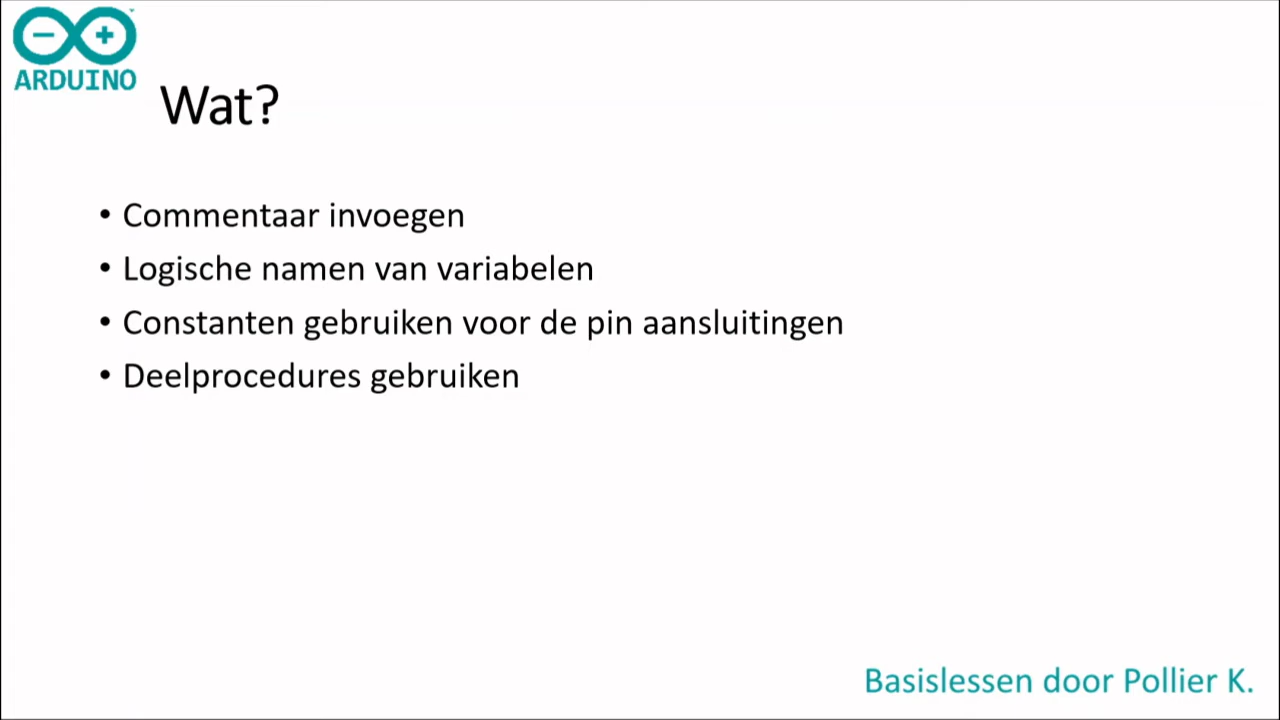 ARDUINO
Wat?
• Commentaar invoegen
• Logische namen van variabelen
• Constanten gebruiken voor de pin aansluitingen
• Deelprocedures gebruiken
Basislessen door Pollier K.